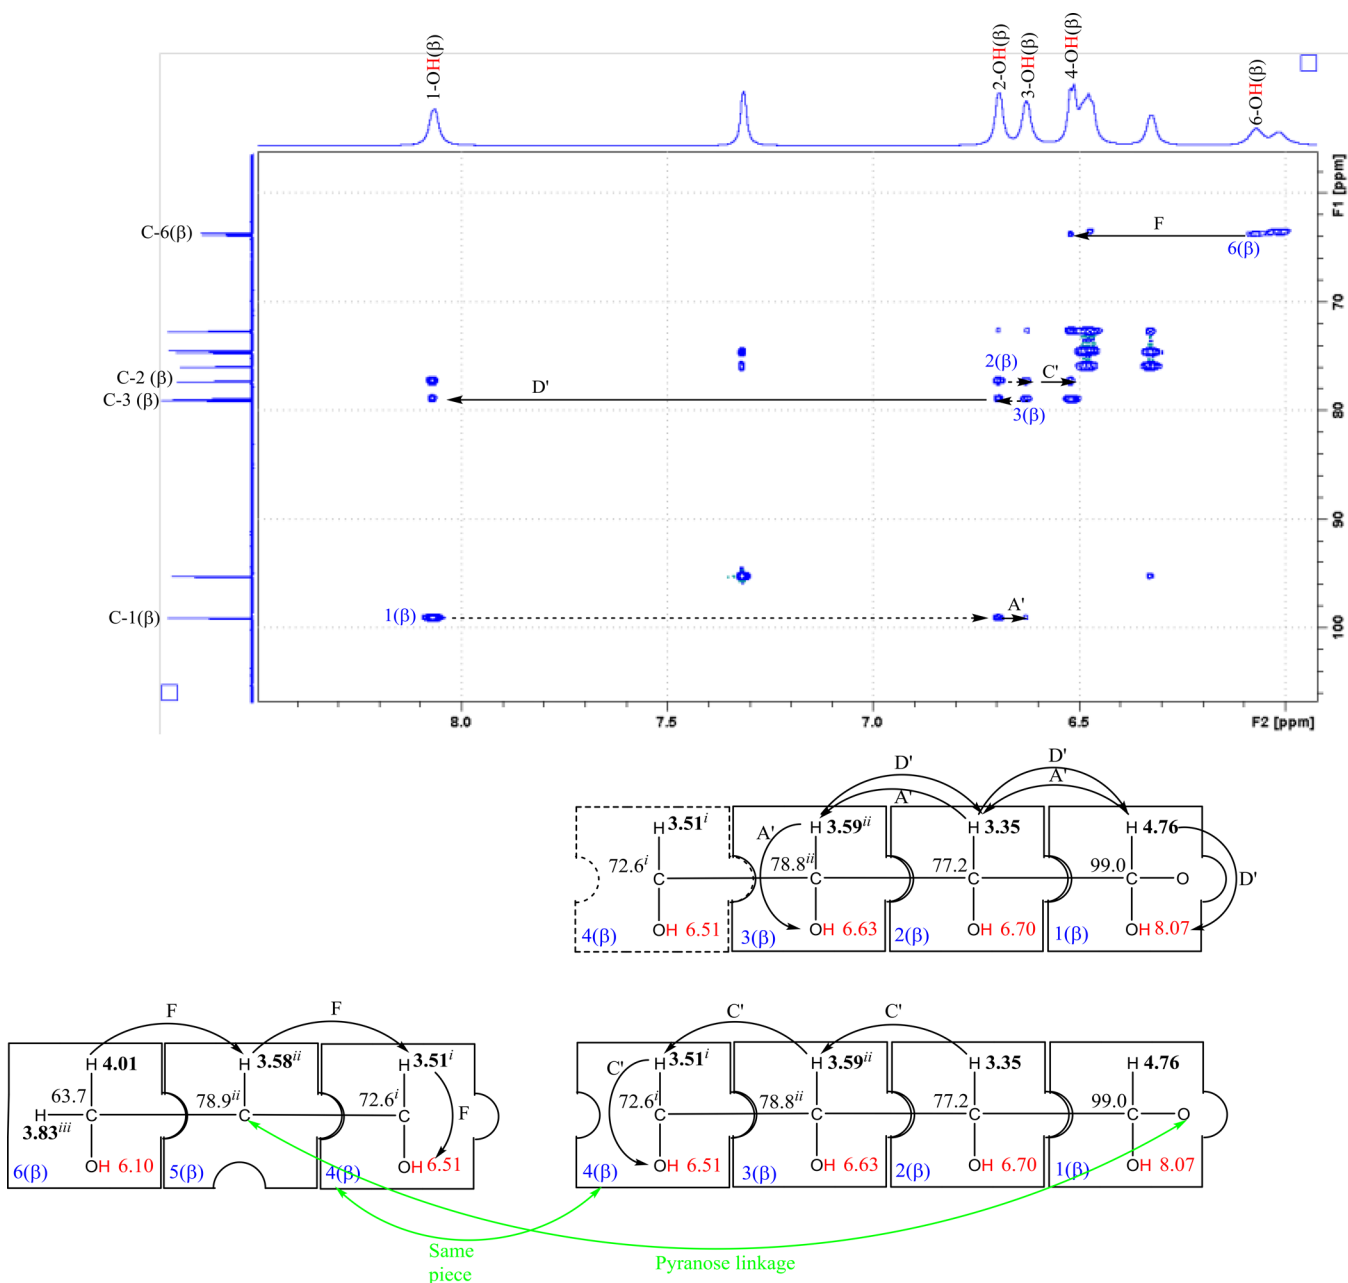 1-OH(β)
2-OH(β)
3-OH(β)
4-OH(β)
6-OH(β)
C-6(β)
C-2 (β)
C-3 (β)
C-1(β)
F
6(β)
2(β)
C'
D'
3(β)
1(β)
A'
F1 [ppm]
70
80
90
100
8.0
7.5
7.0
6.5
F2 [ppm]
D'
D'
A'
A'
A'
D'
H 3.51i
H 3.59ii
H 3.35
H 4.76
72.6i
C
78.8ii
C
77.2
C
99.0
C
O
OH 6.51
OH 6.63
OH 6.70
OH 8.07
4(β)
3(β)
2(β)
1(β)
F
F
F
H 4.01
H 3.58ii
H 3.51i
63.7
78.9ii
72.6i
H
C
C
C
3.83iii
OH 6.10
OH 6.51
6(β)
5(β)
4(β)
C'
C'
C'
H 3.51i
H 3.59ii
H 3.35
H 4.76
72.6i
C
78.8ii
C
77.2
C
99.0
C
O
OH 6.51
OH 6.63
OH 6.70
OH 8.07
4(β)
3(β)
2(β)
1(β)
Same
piece
Pyranose linkage